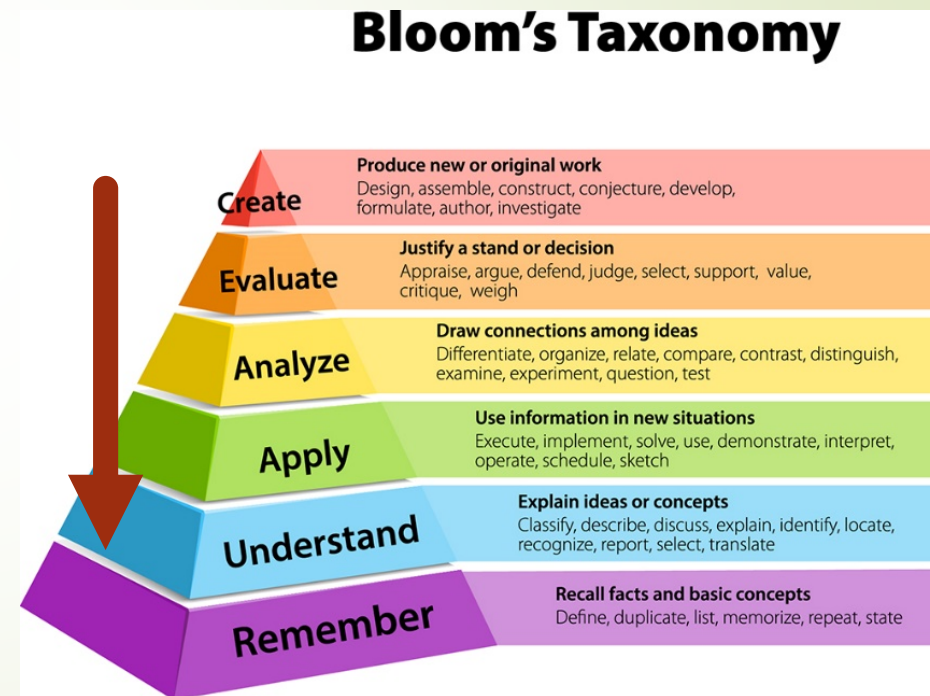 Bloom's Taxonomy
Create
Produce new or original work
Design, assemble, construct, conjecture, develop,
formulate, author, investigate
Evaluate
Justify a stand or decision
Appraise, argue, defend, judge, select, support, value,
critique, weigh
Analyze
Draw connections among ideas
Differentiate, organize, relate, compare, contrast, distinguish,
examine, experiment, question, test
Apply
Use information in new situations
Execute, implement, solve, use, demonstrate, interpret,
operate, schedule, sketch
Understand
Explain ideas or concepts
Classify, describe, discuss, explain, identify, locate,
recognize, report, select, translate
Remember
Recall facts and basic concepts
Define, duplicate, list, memorize, repeat, state